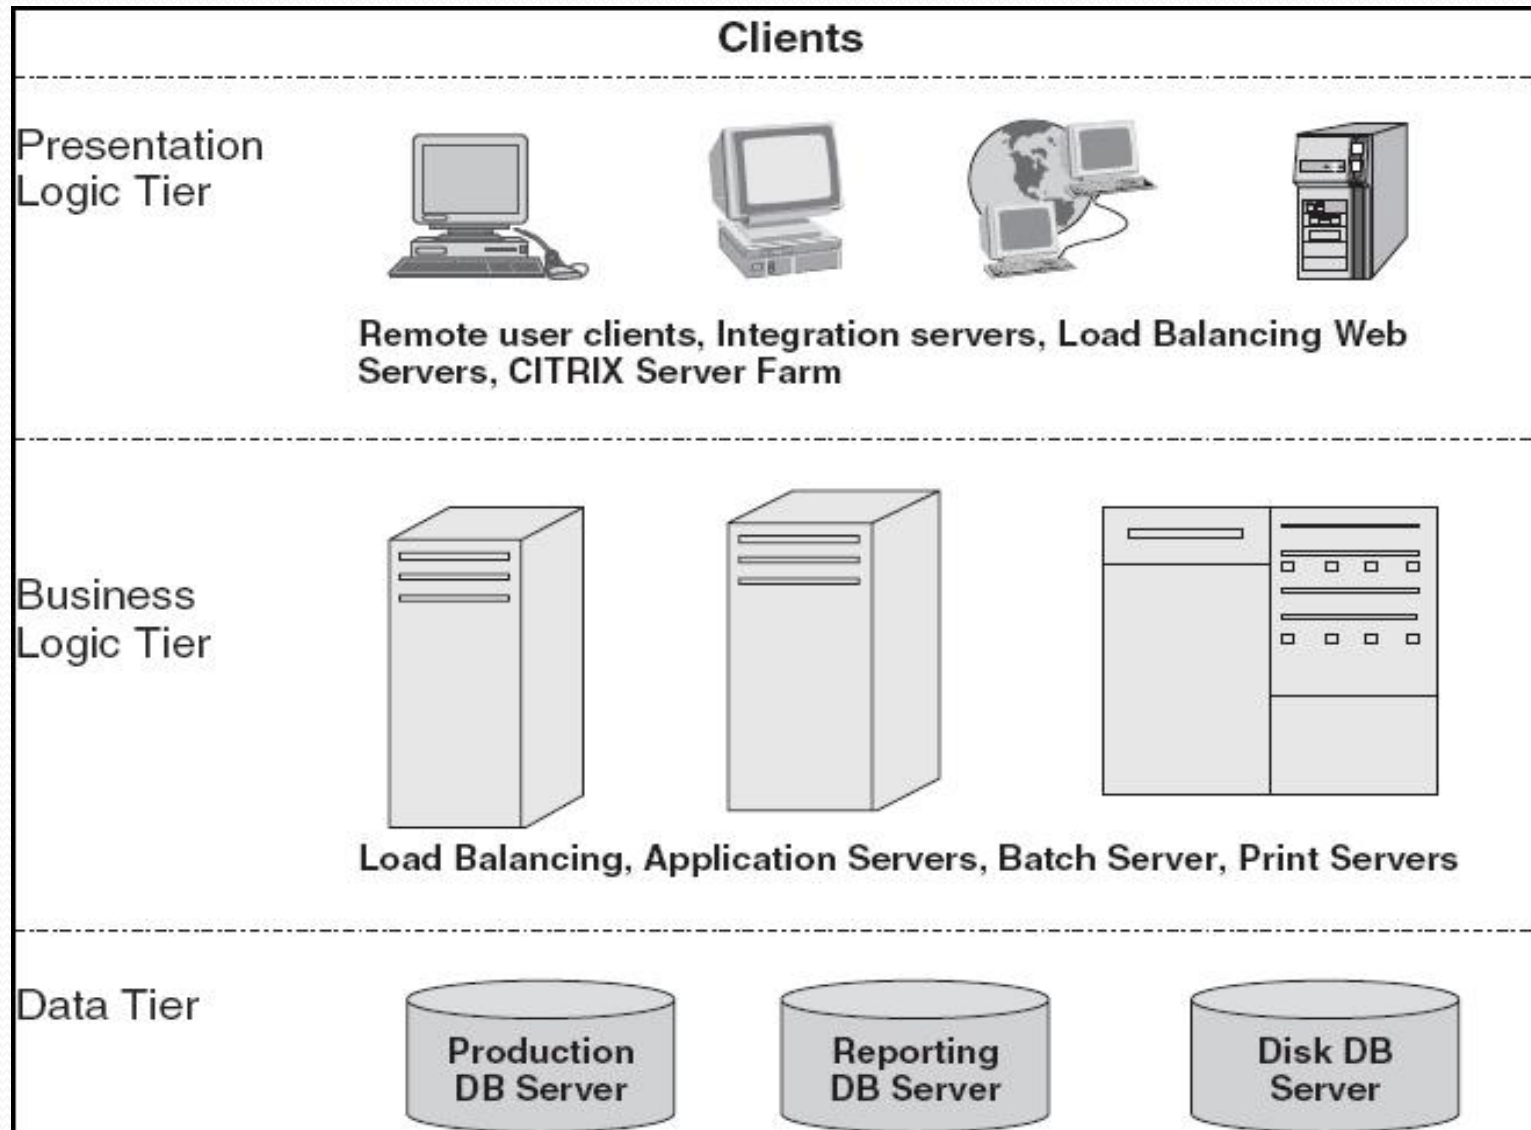 Clients
Presentation
Logic Tier
Remote user clients, Integration servers, Load Balancing Web
Servers, CITRIX Server Farm
Business
Logic Tier
Load Balancing, Application Servers, Batch Server, Print Servers
Data Tier
Production
DB Server
Reporting
DB Server
Disk DB
Server